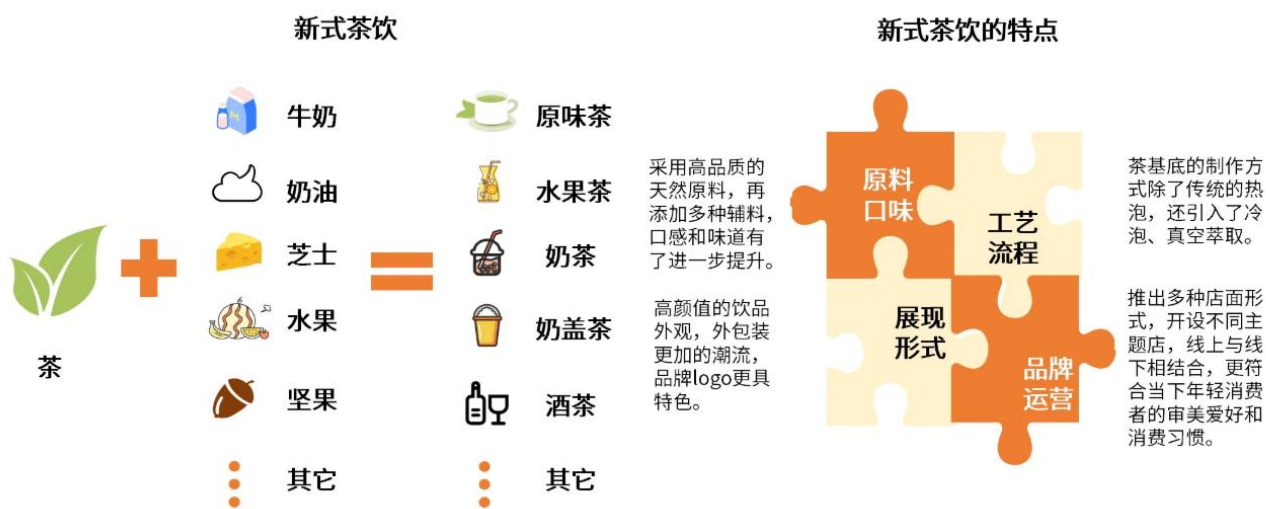 新式茶饮
茶
牛奶
奶油
芝士
水果
坚果
其它
原味茶
水果茶
奶茶
奶盖茶
酒茶
其它
新式茶饮的特点
采用高品质的
天然原料，再
添加多种辅料，
口感和味道有
了进一步提升。
高颜值的饮品
外观，外包装
更加的潮流，
品牌logo更具
特色。
原料
口味
工艺
流程
展现
形式
品牌
运营
茶基底的制作方
式除了传统的热
泡，还引入了冷
泡、真空萃取。
推出多种店面形
式，开设不同主
题店，线上与线
下相结合，更符
合当下年轻消费
者的审美爱好和
消费习惯。